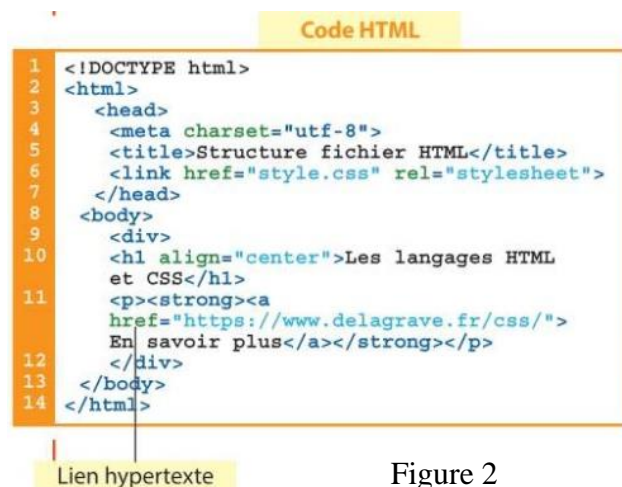 Code HTML
1 <!DOCTYPE html>
2 <html>
3 <head>
4 <meta charset="utf-8">
5 <title>Structure fichier HTML</title>
6 <link href="style.css" rel="stylesheet">
7 </head>
8 <body>
9 <div>
10 <h1 align="center">Les langages HTML
et CSS</h1>
11 <p><strong><a
href="https://www.delagrave.fr/css/">
En savoir plus</a></strong></p>
12 </div>
13 </body>
14 </html>
Lien hypertexte
Figure 2